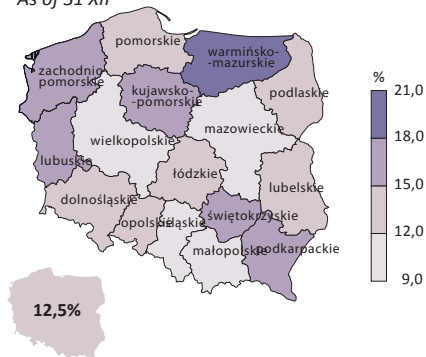 As of 31 XII
pomorskie
warmińsko-
-mazurskie
zachodnio-
pomorskie
kujawsko-
-pomorskie
podlaskie
wielkopolskie
mazowieckie
lubuskie
łódzkie
lubelskie
dolnośląskie
opolskie
śląskie
świętokrzyskie
małopolskie
podkarpackie
%
21,0
18,0
15,0
12,0
9,0
12,5%